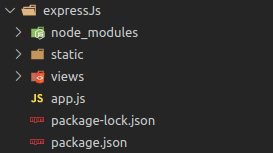 expressJs
node_modules
static
views
JS app.js
package-lock.json
package.json